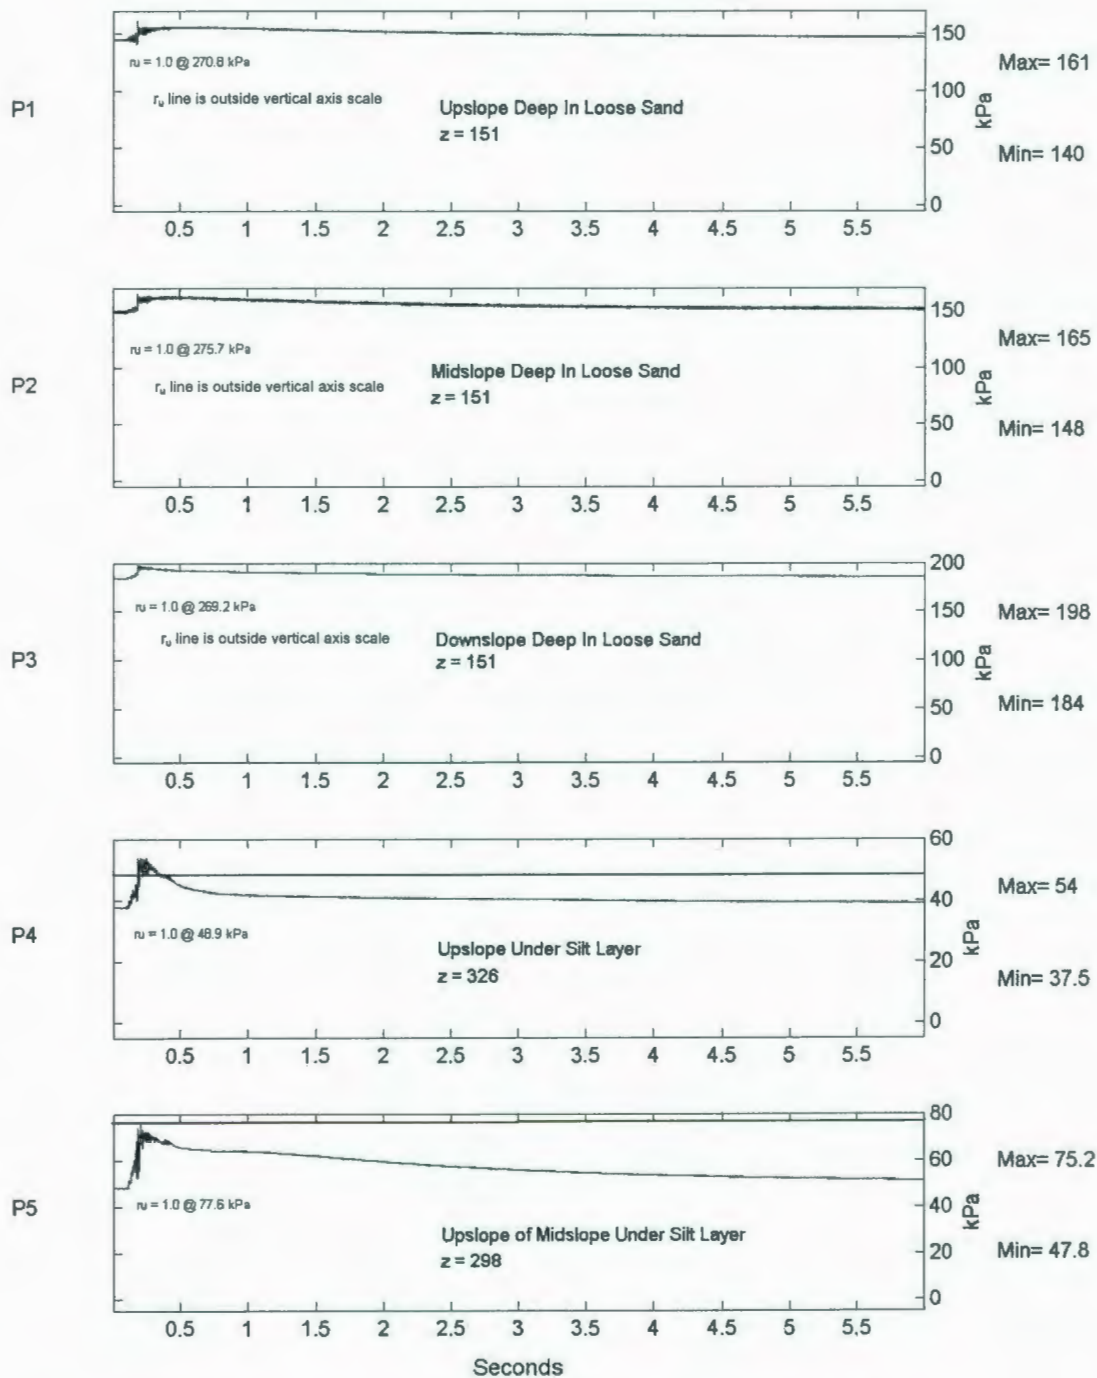 P1
150
100
50
0
kPa
Max= 161
Min= 140
ru = 1.0 @ 270.8 kPa
ru line is outside vertical axis scale
Upslope Deep In Loose Sand
z = 151
0.5 1 1.5 2 2.5 3 3.5 4 4.5 5 5.5
P2
150
100
50
0
kPa
Max= 165
Min= 148
ru = 1.0 @ 275.7 kPa
ru line is outside vertical axis scale
Midslope Deep In Loose Sand
z = 151
0.5 1 1.5 2 2.5 3 3.5 4 4.5 5 5.5
P3
200
150
100
50
0
kPa
Max= 198
Min= 184
ru = 1.0 @ 269.2 kPa
ru line is outside vertical axis scale
Downslope Deep In Loose Sand
z = 151
0.5 1 1.5 2 2.5 3 3.5 4 4.5 5 5.5
P4
60
40
20
0
kPa
Max= 54
Min= 37.5
ru = 1.0 @ 48.9 kPa
Upslope Under Silt Layer
z = 326
0.5 1 1.5 2 2.5 3 3.5 4 4.5 5 5.5
P5
80
60
40
20
0
kPa
Max= 75.2
Min= 47.8
ru = 1.0 @ 77.6 kPa
Upslope of Midslope Under Silt Layer
z = 298
0.5 1 1.5 2 2.5 3 3.5 4 4.5 5 5.5
Seconds